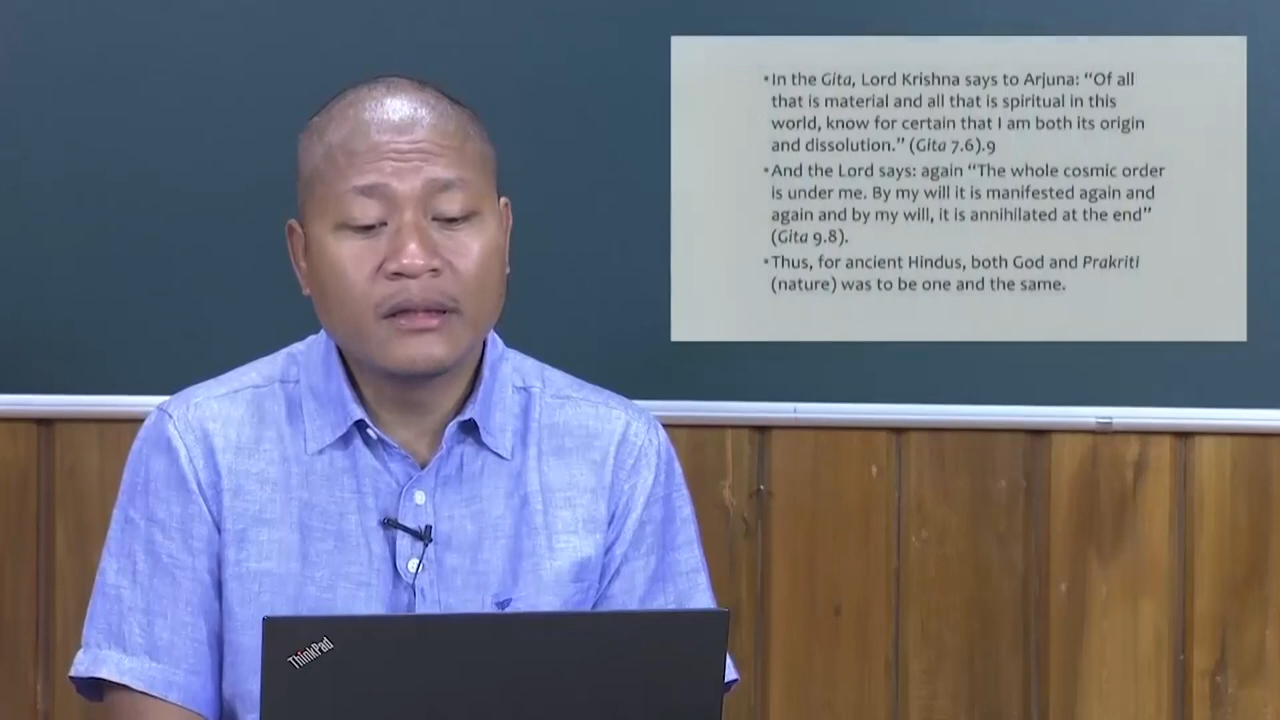 •In the Gita, Lord Krishna says to Arjuna: “Of all
that is material and all that is spiritual in this
world, know for certain that I am both its origin
and dissolution.” (Gita 7.6).9
•And the Lord says: again “The whole cosmic order
is under me. By my will it is manifested again and
again and by my will, it is annihilated at the end”
(Gita 9.8).
•Thus, for ancient Hindus, both God and Prakriti
(nature) was to be one and the same.
ThinkPad